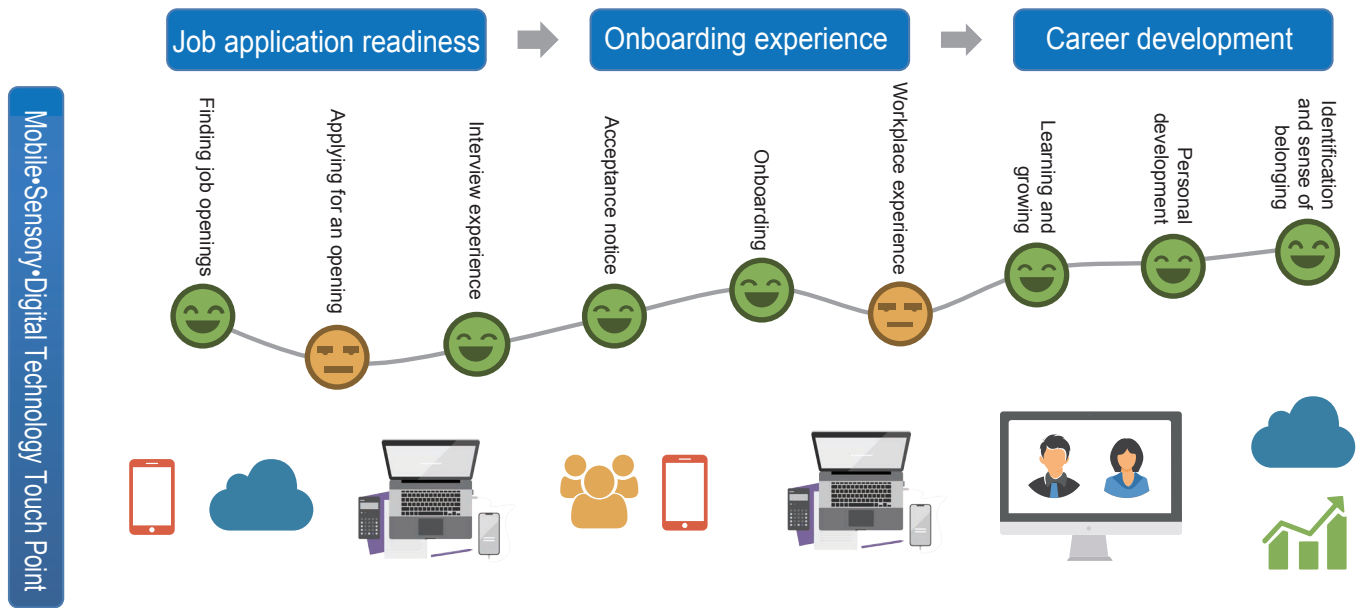 Job application readiness
Onboarding experience
Career development
Mobile•Sensory•Digital Technology Touch Point
Finding job openings
Applying for an opening
Interview experience
Acceptance notice
Onboarding
Workplace experience
Learning and
growing
Personal
development
Identification
and sense of
belonging